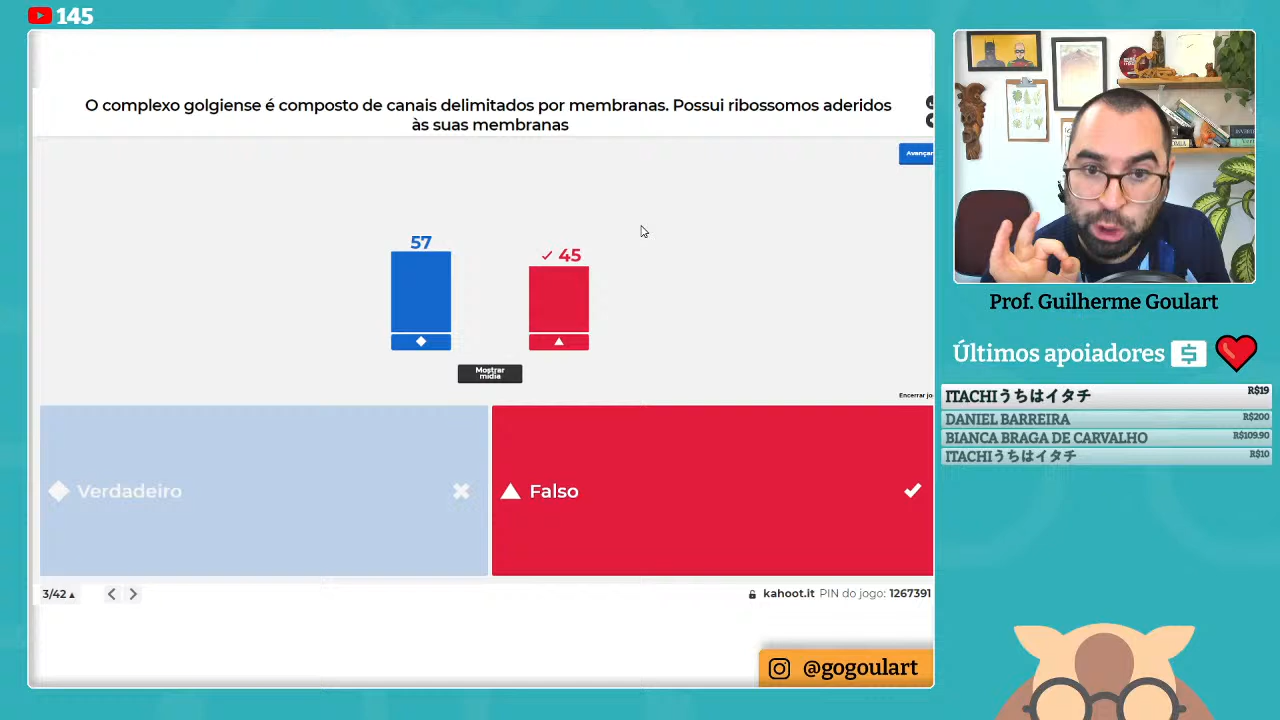 145
O complexo golgiense é composto de canais delimitados por membranas. Possui ribossomos aderidos
às suas membranas
Avançar
57
45
Mostrar
mídia
Encerrar jo
Verdadeiro
Falso
3/42
kahoot.it PIN do jogo: 1267391
@gogoulart
Prof. Guilherme Goulart
Últimos apoiadores
ITACHIうちはイタチ R$19
DANIEL BARREIRA R$200
BIANCA BRAGA DE CARVALHO R$109.90
ITACHIうちはイタチ R$10